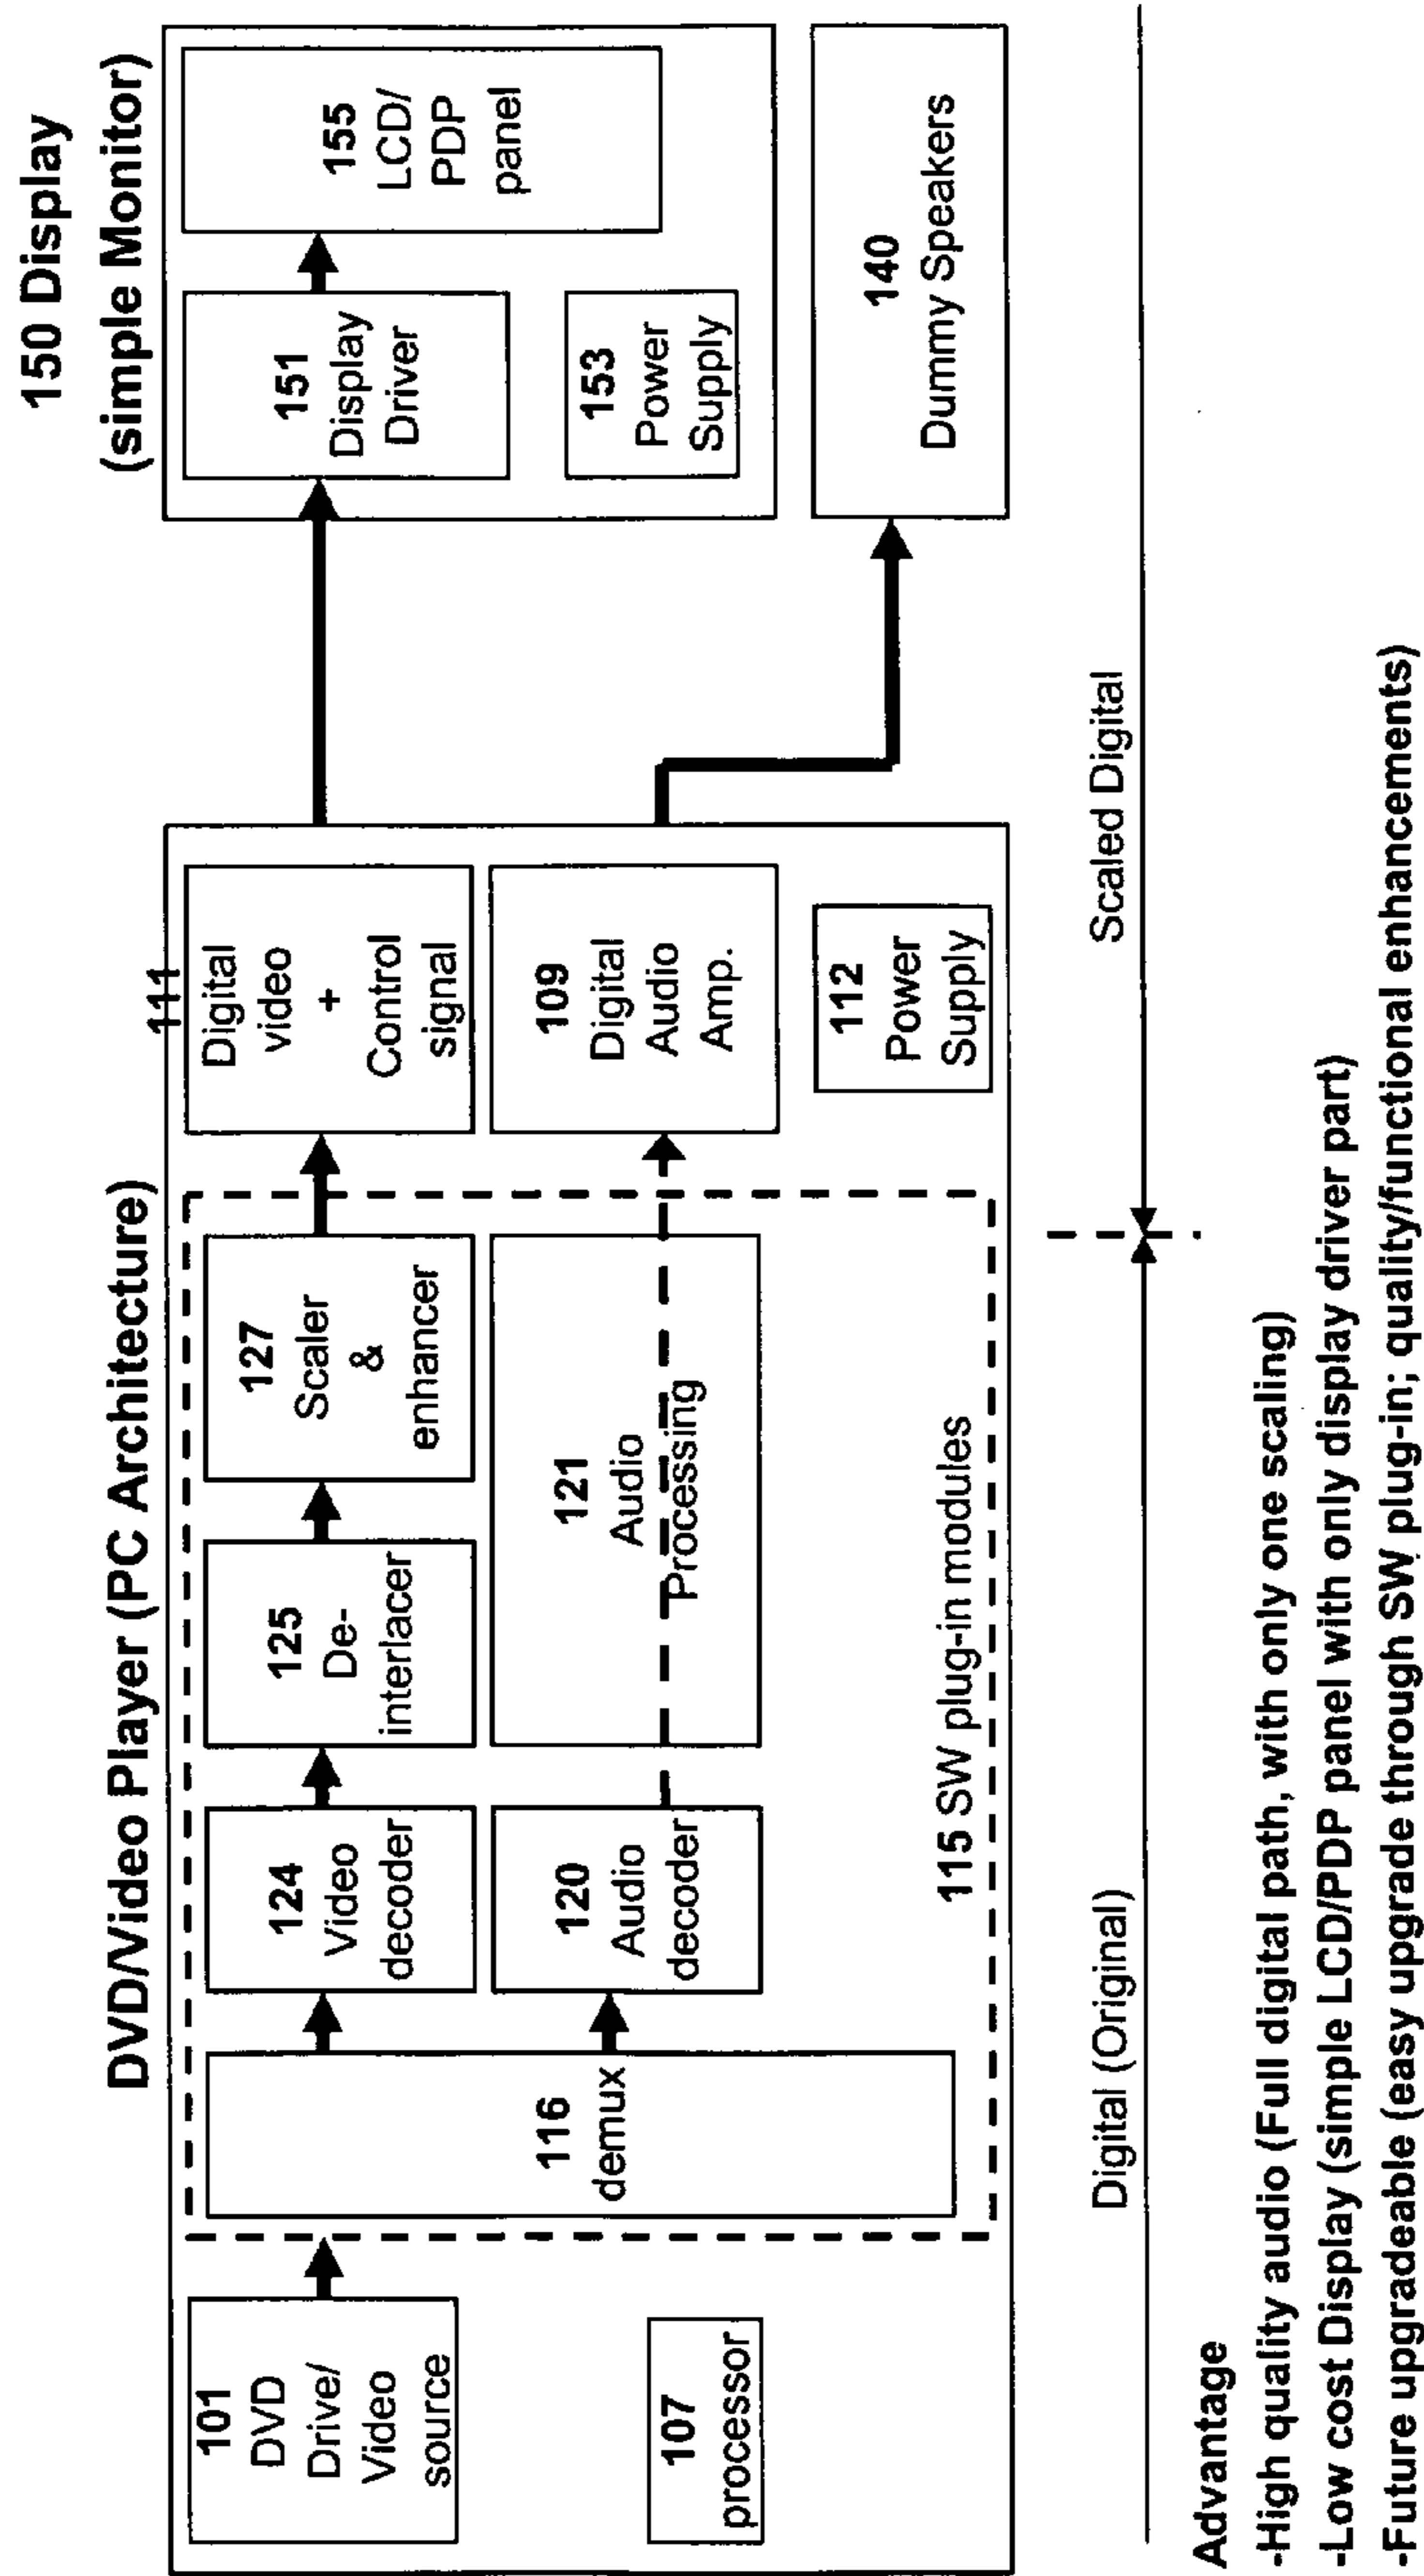 150 Display
(simple Monitor)
DVD/Video Player (PC Architecture)
101
DVD
Drive/
Video
source
107
processor
116
demux
124
Video
decoder
120
Audio
decoder
125
De-
interlacer
127
Scaler
&
enhancer
121
Audio
Processing
115 SW plug-in modules
111
Digital
video
+
Control
signal
109
Digital
Audio
Amp.
112
Power
Supply
151
Display
Driver
153
Power
Supply
155
LCD/
PDP
panel
140
Dummy Speakers
Digital (Original)
Scaled Digital
Advantage
-High quality audio (Full digital path, with only one scaling)
-Low cost Display (simple LCD/PDP panel with only display driver part)
-Future upgradeable (easy upgrade through SW plug-in; quality/functional enhancements)